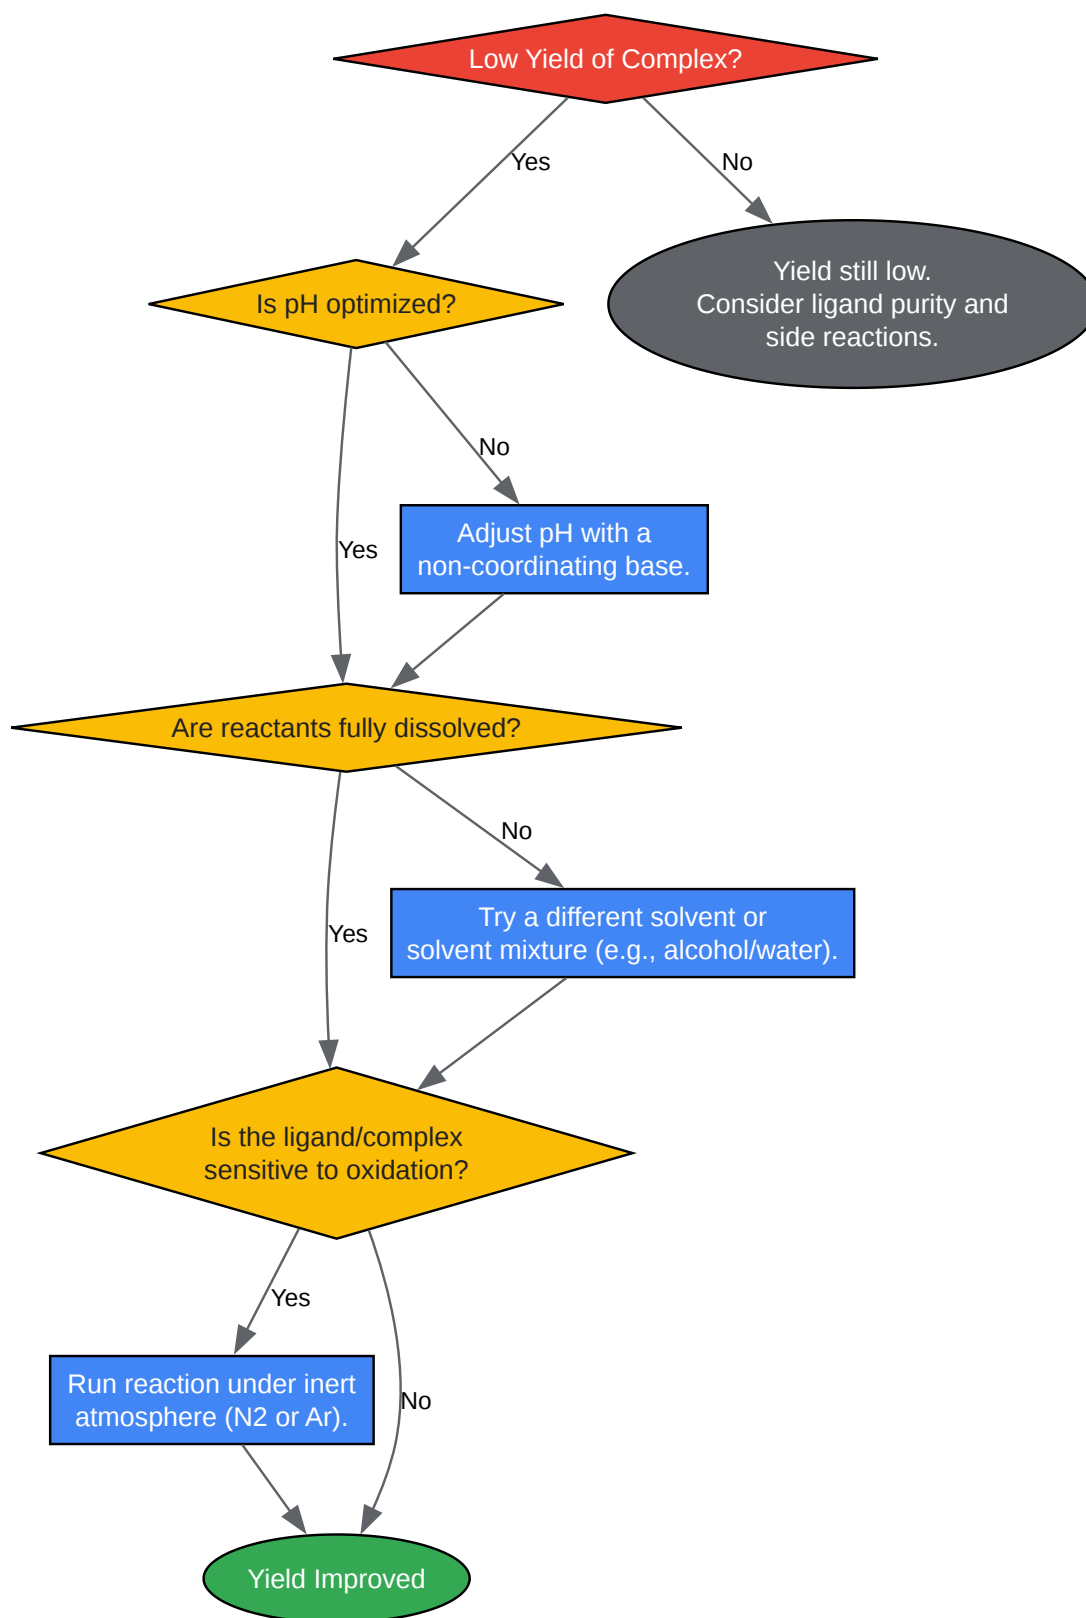 Low Yield of Complex?
Yes
No
Yield still low.
Consider ligand purity and
side reactions.
Is pH optimized?
No
Yes
Adjust pH with a
non-coordinating base.
Are reactants fully dissolved?
No
Yes
Try a different solvent or
solvent mixture (e.g., alcohol/water).
Is the ligand/complex
sensitive to oxidation?
Yes
No
Run reaction under inert
atmosphere (N2 or Ar).
Yield Improved